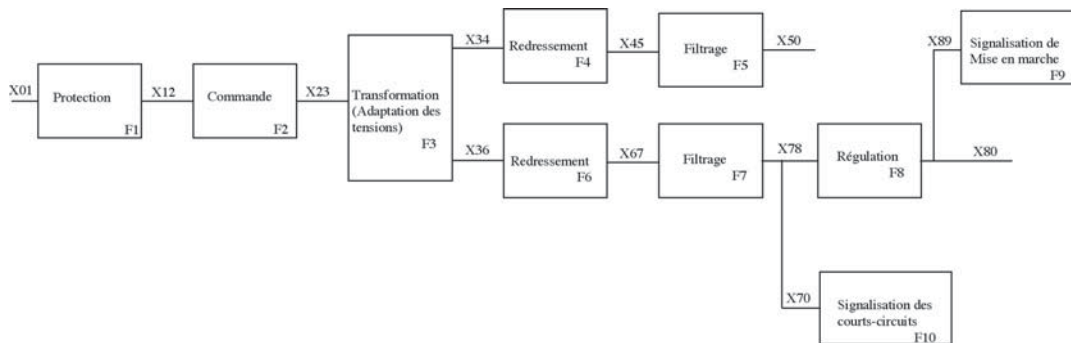 X01
Protection
F1
X12
Commande
F2
X23
Transformation
(Adaptation des
tensions)
F3
X34
Redressement
F4
X45
Filtrage
F5
X50
X36
Redressement
F6
X67
Filtrage
F7
X78
Régulation
F8
X89
Signalisation de
Mise en marche
F9
X80
X70
Signalisation des
courts-circuits
F10